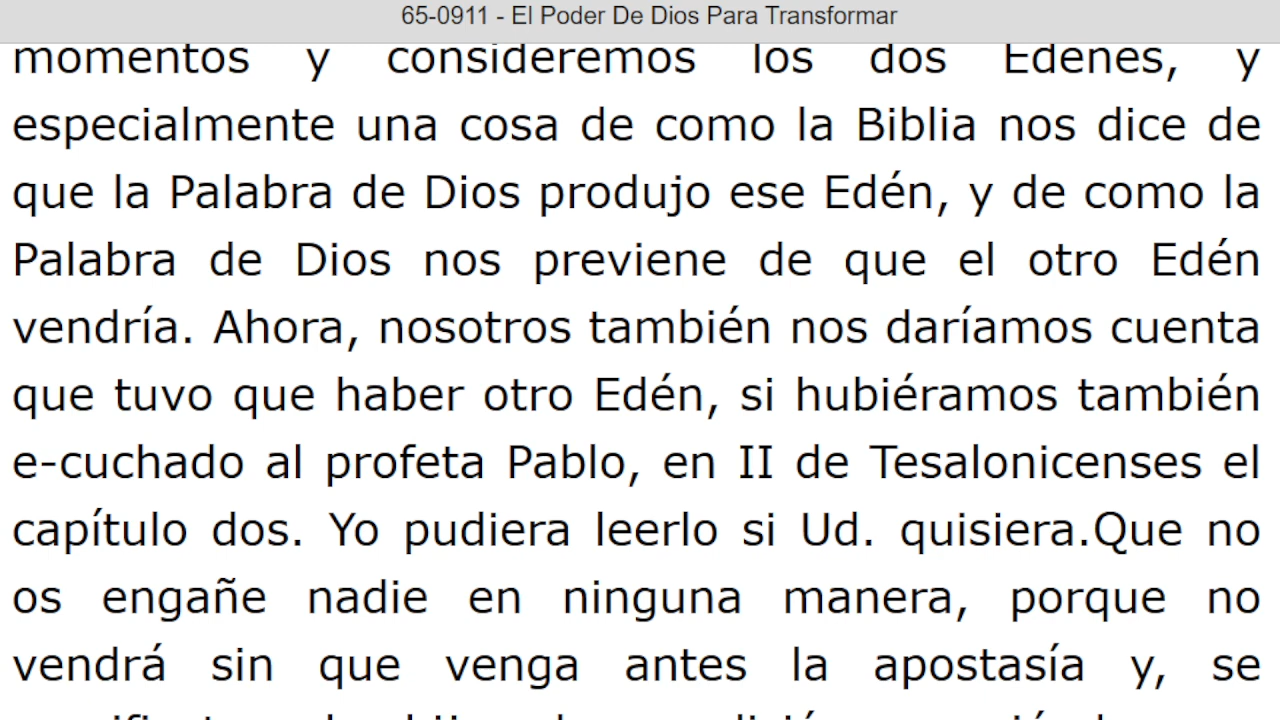 65-0911 - El Poder De Dios Para Transformar
momentos y consideremos los dos Edenes, y
especialmente una cosa de como la Biblia nos dice de
que la Palabra de Dios produjo ese Edén, y de como la
Palabra de Dios nos previene de que el otro Edén
vendría. Ahora, nosotros también nos daríamos cuenta
que tuvo que haber otro Edén, si hubiéramos también
e-cuchado al profeta Pablo, en II de Tesalonicenses el
capítulo dos. Yo pudiera leerlo si Ud. quisiera.Que no
os engañe nadie en ninguna manera, porque no
vendrá sin que venga antes la apostasía y, se